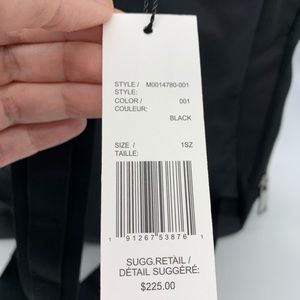 STYLE / M0014780-001
STYLE:
COLOR / 001
COULEUR:
BLACK
SIZE / 1SZ
TAILLE:
1 91267 53876 1
SUGG.RETAIL /
DÉTAIL SUGGÉRÉ:
$225.00